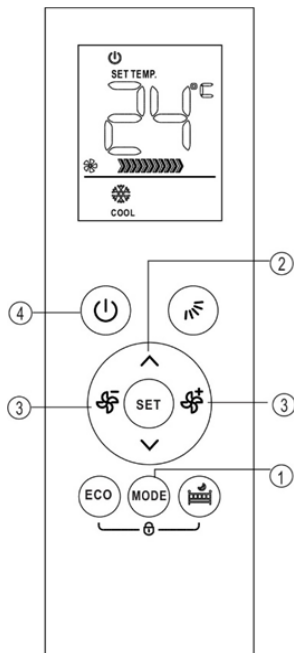 SET TEMP.
24°C
COOL
②
④
③ SET ③
①
ECO MODE